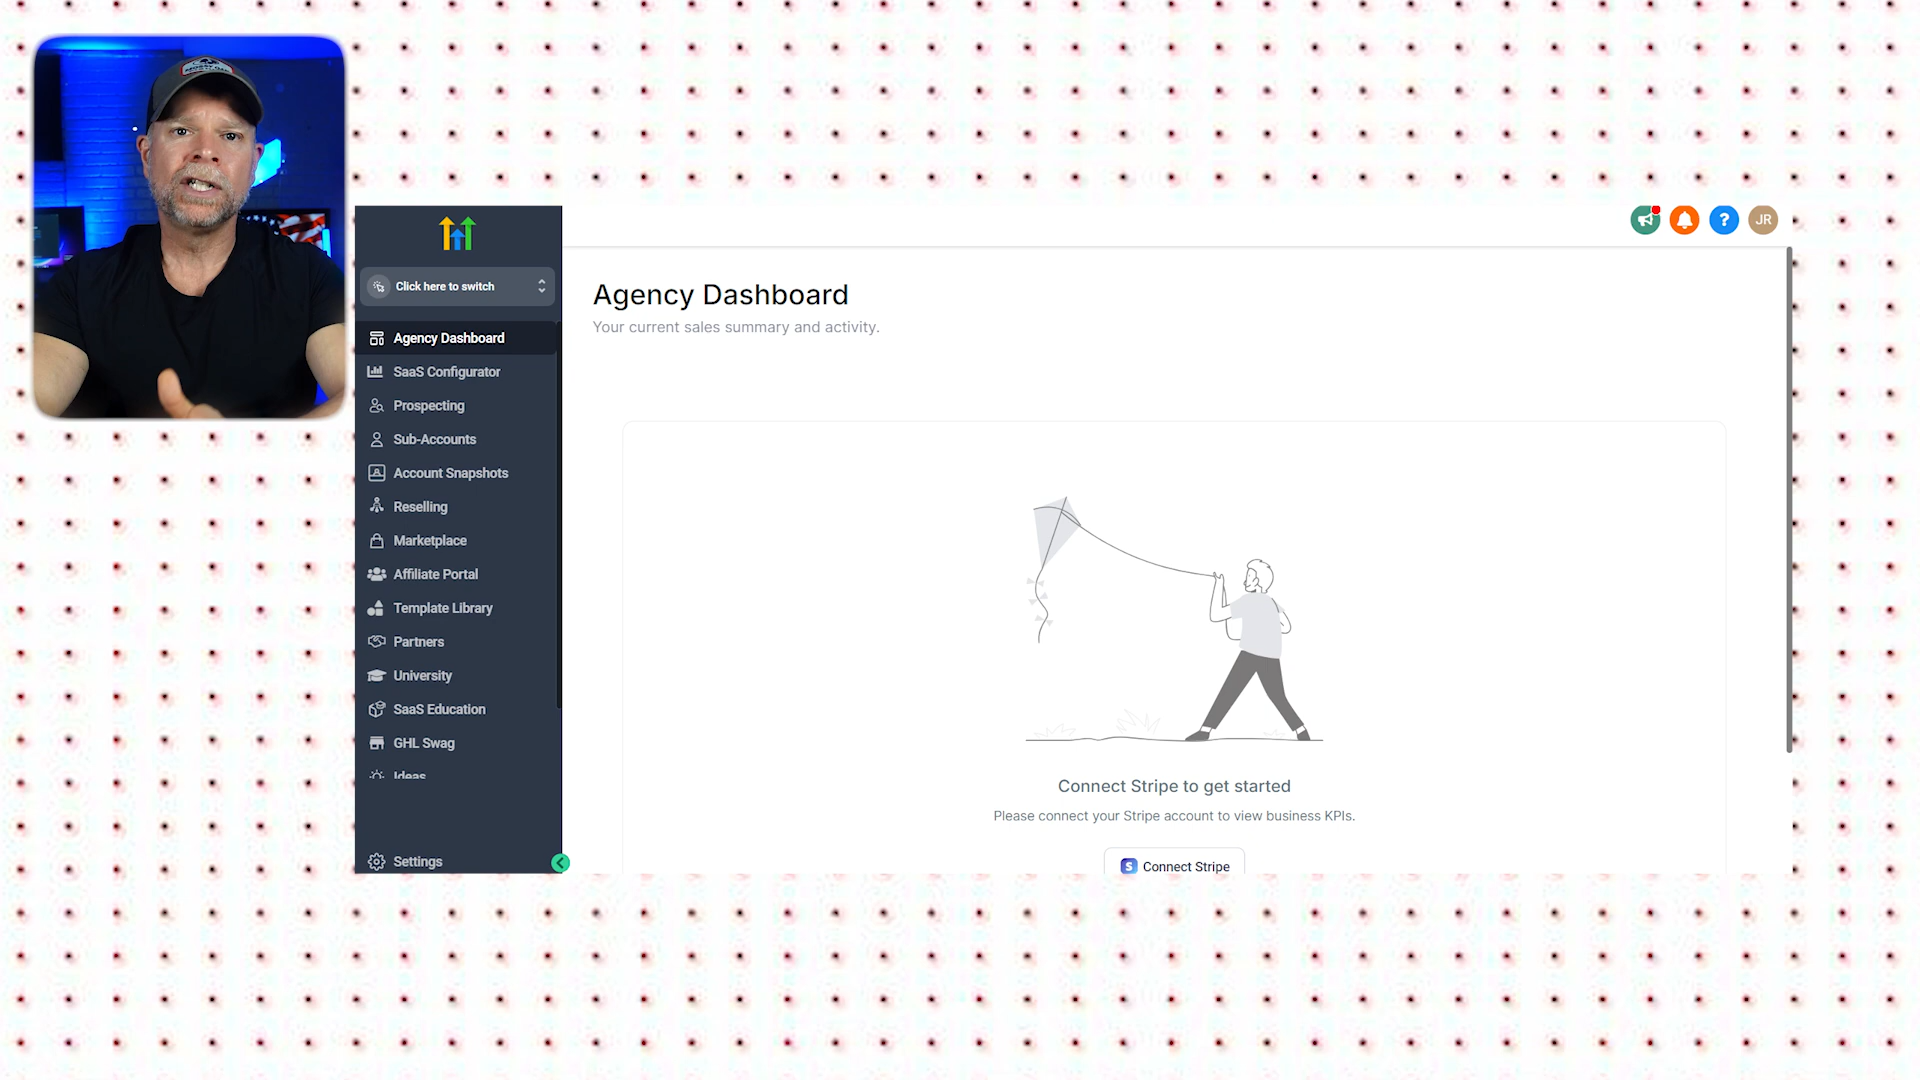 JR
Click here to switch
Agency Dashboard
SaaS Configurator
Prospecting
Sub-Accounts
Account Snapshots
Reselling
Marketplace
Affiliate Portal
Template Library
Partners
University
SaaS Education
GHL Swag
Ideas
Settings
Agency Dashboard
Your current sales summary and activity.
Connect Stripe to get started
Please connect your Stripe account to view business KPIs.
S Connect Stripe